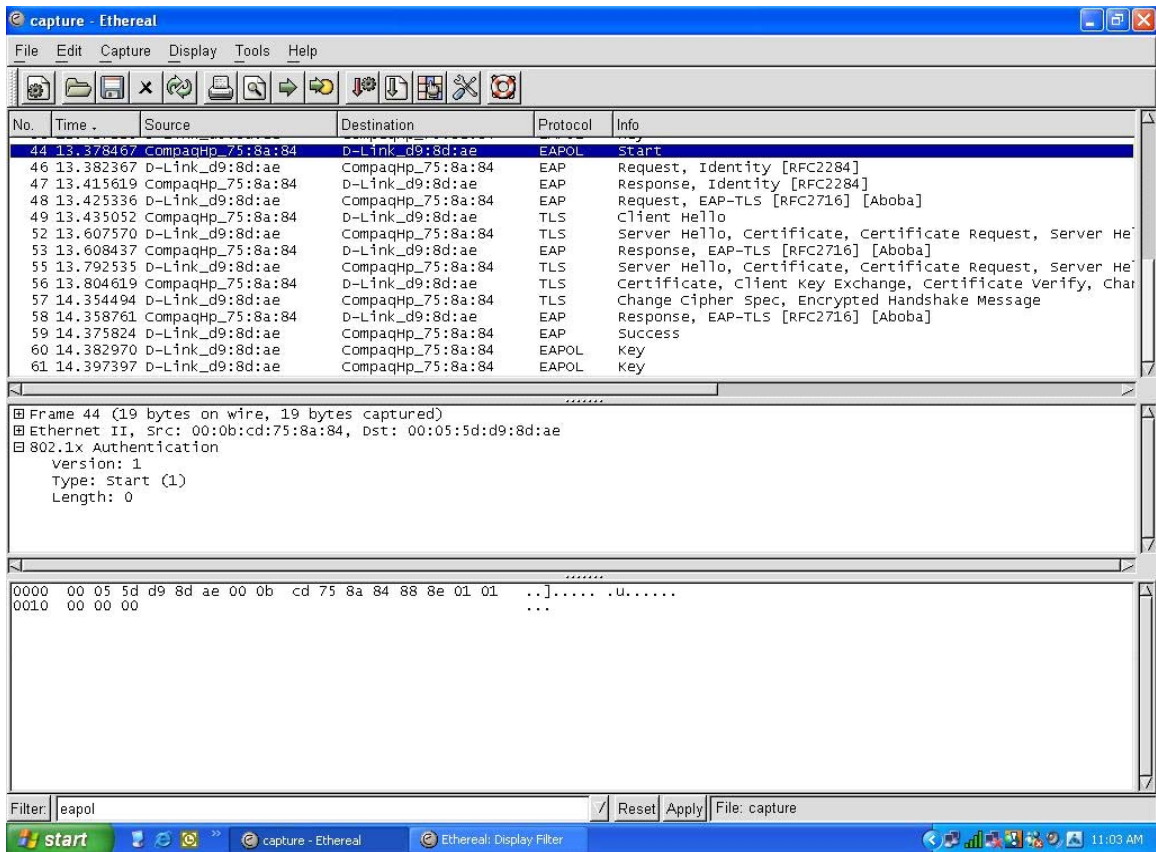 capture - Ethereal
File Edit Capture Display Tools Help
No. Time Source Destination Protocol Info
44 13.378467 CompaqHp_75:8a:84 D-Link_d9:8d:ae EAPOL Start
46 13.382367 D-Link_d9:8d:ae CompaqHp_75:8a:84 EAP Request, Identity [RFC2284]
47 13.415619 CompaqHp_75:8a:84 D-Link_d9:8d:ae EAP Response, Identity [RFC2284]
48 13.425336 D-Link_d9:8d:ae CompaqHp_75:8a:84 EAP Request, EAP-TLS [RFC2716] [Aboba]
49 13.435052 CompaqHp_75:8a:84 D-Link_d9:8d:ae TLS Client Hello
52 13.607570 D-Link_d9:8d:ae CompaqHp_75:8a:84 TLS Server Hello, Certificate, Certificate Request, Server He
53 13.608437 CompaqHp_75:8a:84 D-Link_d9:8d:ae EAP Response, EAP-TLS [RFC2716] [Aboba]
55 13.792535 D-Link_d9:8d:ae CompaqHp_75:8a:84 TLS Server Hello, Certificate, Certificate Request, Server He
56 13.804619 CompaqHp_75:8a:84 D-Link_d9:8d:ae TLS Certificate, Client Key Exchange, Certificate Verify, Char
57 14.354494 D-Link_d9:8d:ae CompaqHp_75:8a:84 TLS Change Cipher Spec, Encrypted Handshake Message
58 14.358761 CompaqHp_75:8a:84 D-Link_d9:8d:ae EAP Response, EAP-TLS [RFC2716] [Aboba]
59 14.375824 D-Link_d9:8d:ae CompaqHp_75:8a:84 EAP Success
60 14.382970 D-Link_d9:8d:ae CompaqHp_75:8a:84 EAPOL Key
61 14.397397 D-Link_d9:8d:ae CompaqHp_75:8a:84 EAPOL Key
Frame 44 (19 bytes on wire, 19 bytes captured)
Ethernet II, Src: 00:0b:cd:75:8a:84, Dst: 00:05:5d:d9:8d:ae
802.1x Authentication
Version: 1
Type: Start (1)
Length: 0
0000 00 05 5d d9 8d ae 00 0b cd 75 8a 84 88 8e 01 01 ..]..... .u......
0010 00 00 00 ...
Filter: eapol Reset Apply File: capture
start capture - Ethereal Ethereal: Display Filter 11:03 AM